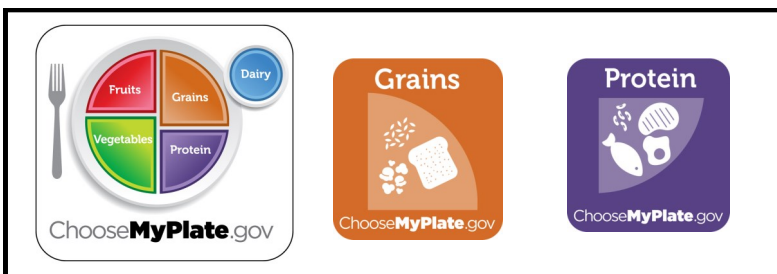 Fruits
Grains
Dairy
Vegetables
Protein
ChooseMyPlate.gov
Grains
ChooseMyPlate.gov
Protein
ChooseMyPlate.gov